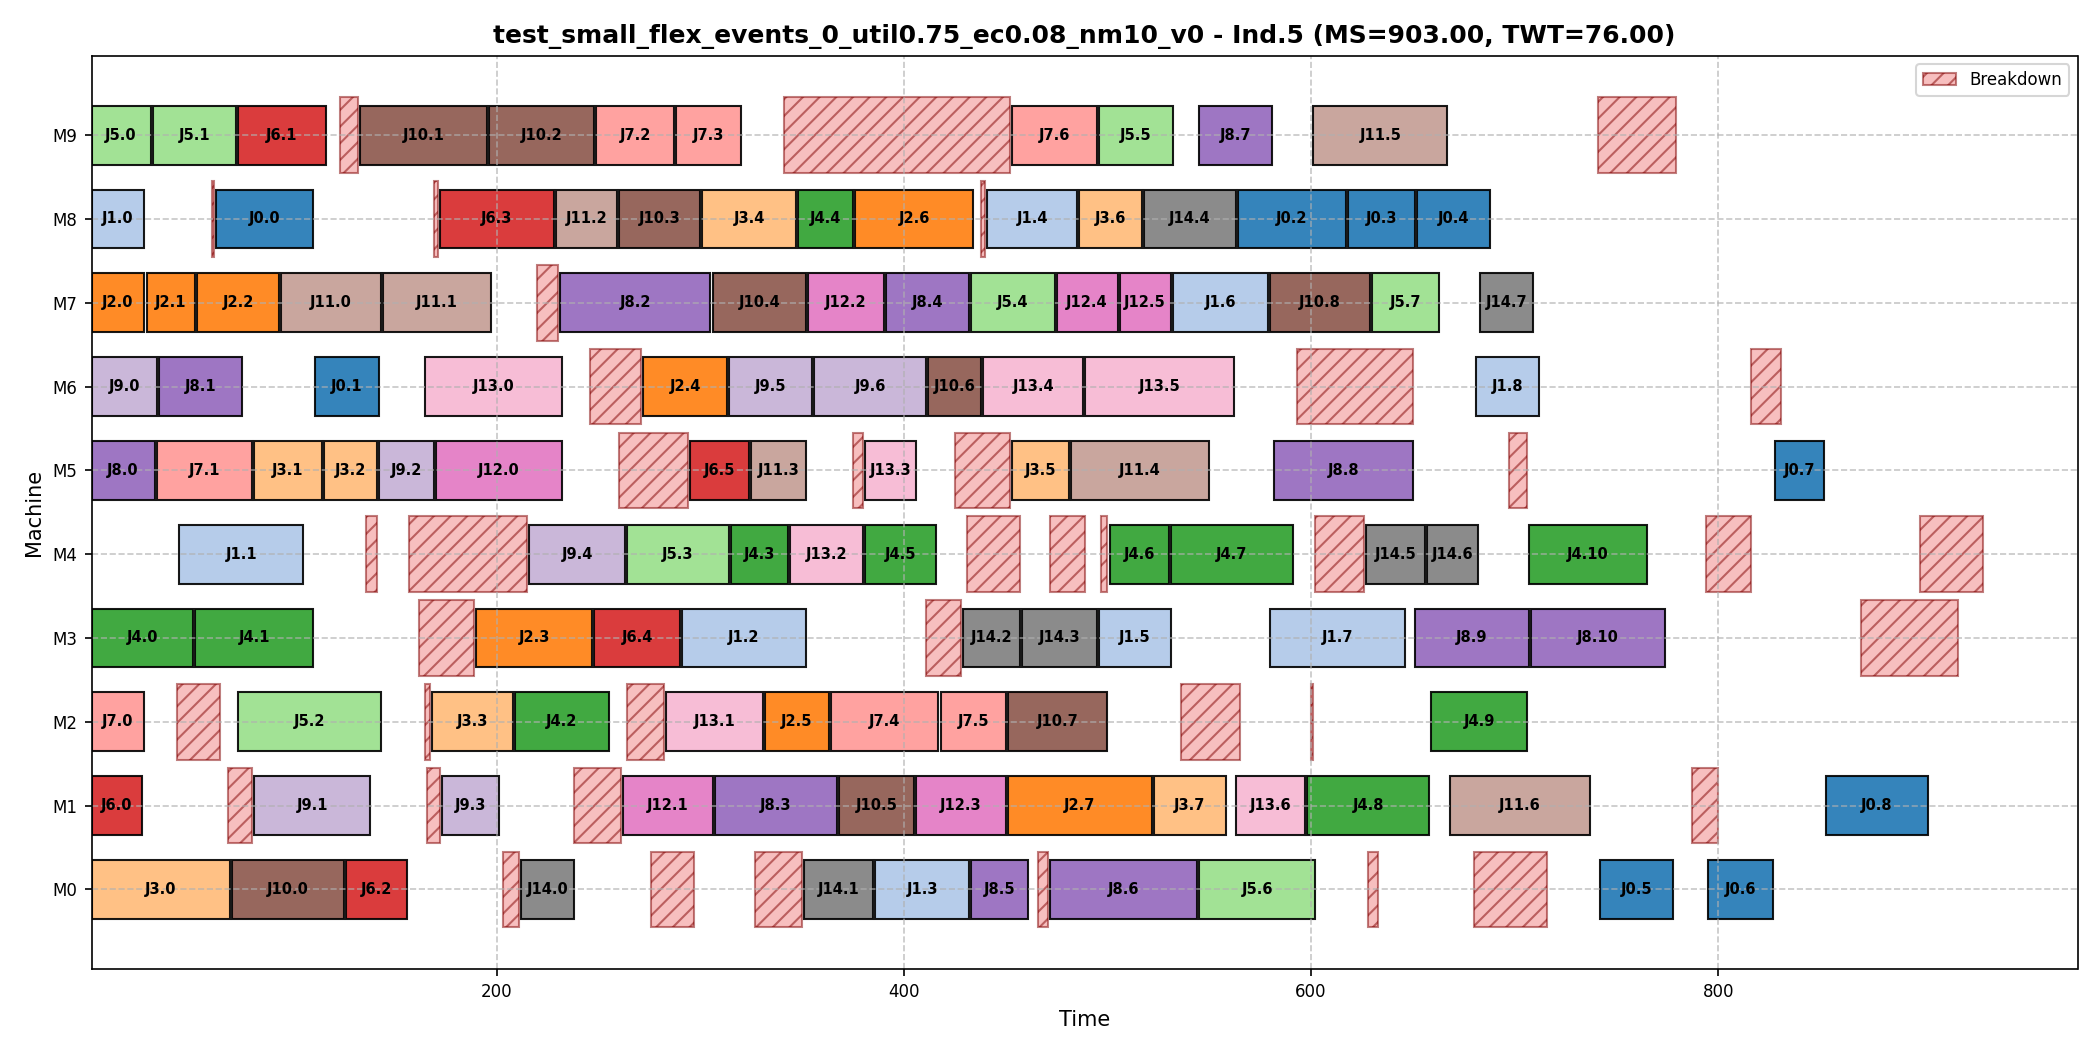 test_small_flex_events_0_util0.75_ec0.08_nm10_v0 - Ind.5 (MS=903.00, TWT=76.00)
Breakdown
M9 J5.0 J5.1 J6.1 J10.1 J10.2 J7.2 J7.3 J7.6 J5.5 J8.7 J11.5
M8 J1.0 J0.0 J6.3 J11.2 J10.3 J3.4 J4.4 J2.6 J1.4 J3.6 J14.4 J0.2 J0.3 J0.4
M7 J2.0 J2.1 J2.2 J11.0 J11.1 J8.2 J10.4 J12.2 J8.4 J5.4 J12.4 J12.5 J1.6 J10.8 J5.7 J14.7
M6 J9.0 J8.1 J0.1 J13.0 J2.4 J9.5 J9.6 J10.6 J13.4 J13.5 J1.8
M5 J8.0 J7.1 J3.1 J3.2 J9.2 J12.0 J6.5 J11.3 J13.3 J3.5 J11.4 J8.8 J0.7
M4 J1.1 J9.4 J5.3 J4.3 J13.2 J4.5 J4.6 J4.7 J14.5 J14.6 J4.10
M3 J4.0 J4.1 J2.3 J6.4 J1.2 J14.2 J14.3 J1.5 J1.7 J8.9 J8.10
M2 J7.0 J5.2 J3.3 J4.2 J13.1 J2.5 J7.4 J7.5 J10.7 J4.9
M1 J6.0 J9.1 J9.3 J12.1 J8.3 J10.5 J12.3 J2.7 J3.7 J13.6 J4.8 J11.6 J0.8
M0 J3.0 J10.0 J6.2 J14.0 J14.1 J1.3 J8.5 J8.6 J5.6 J0.5 J0.6
Machine
200 400 600 800
Time